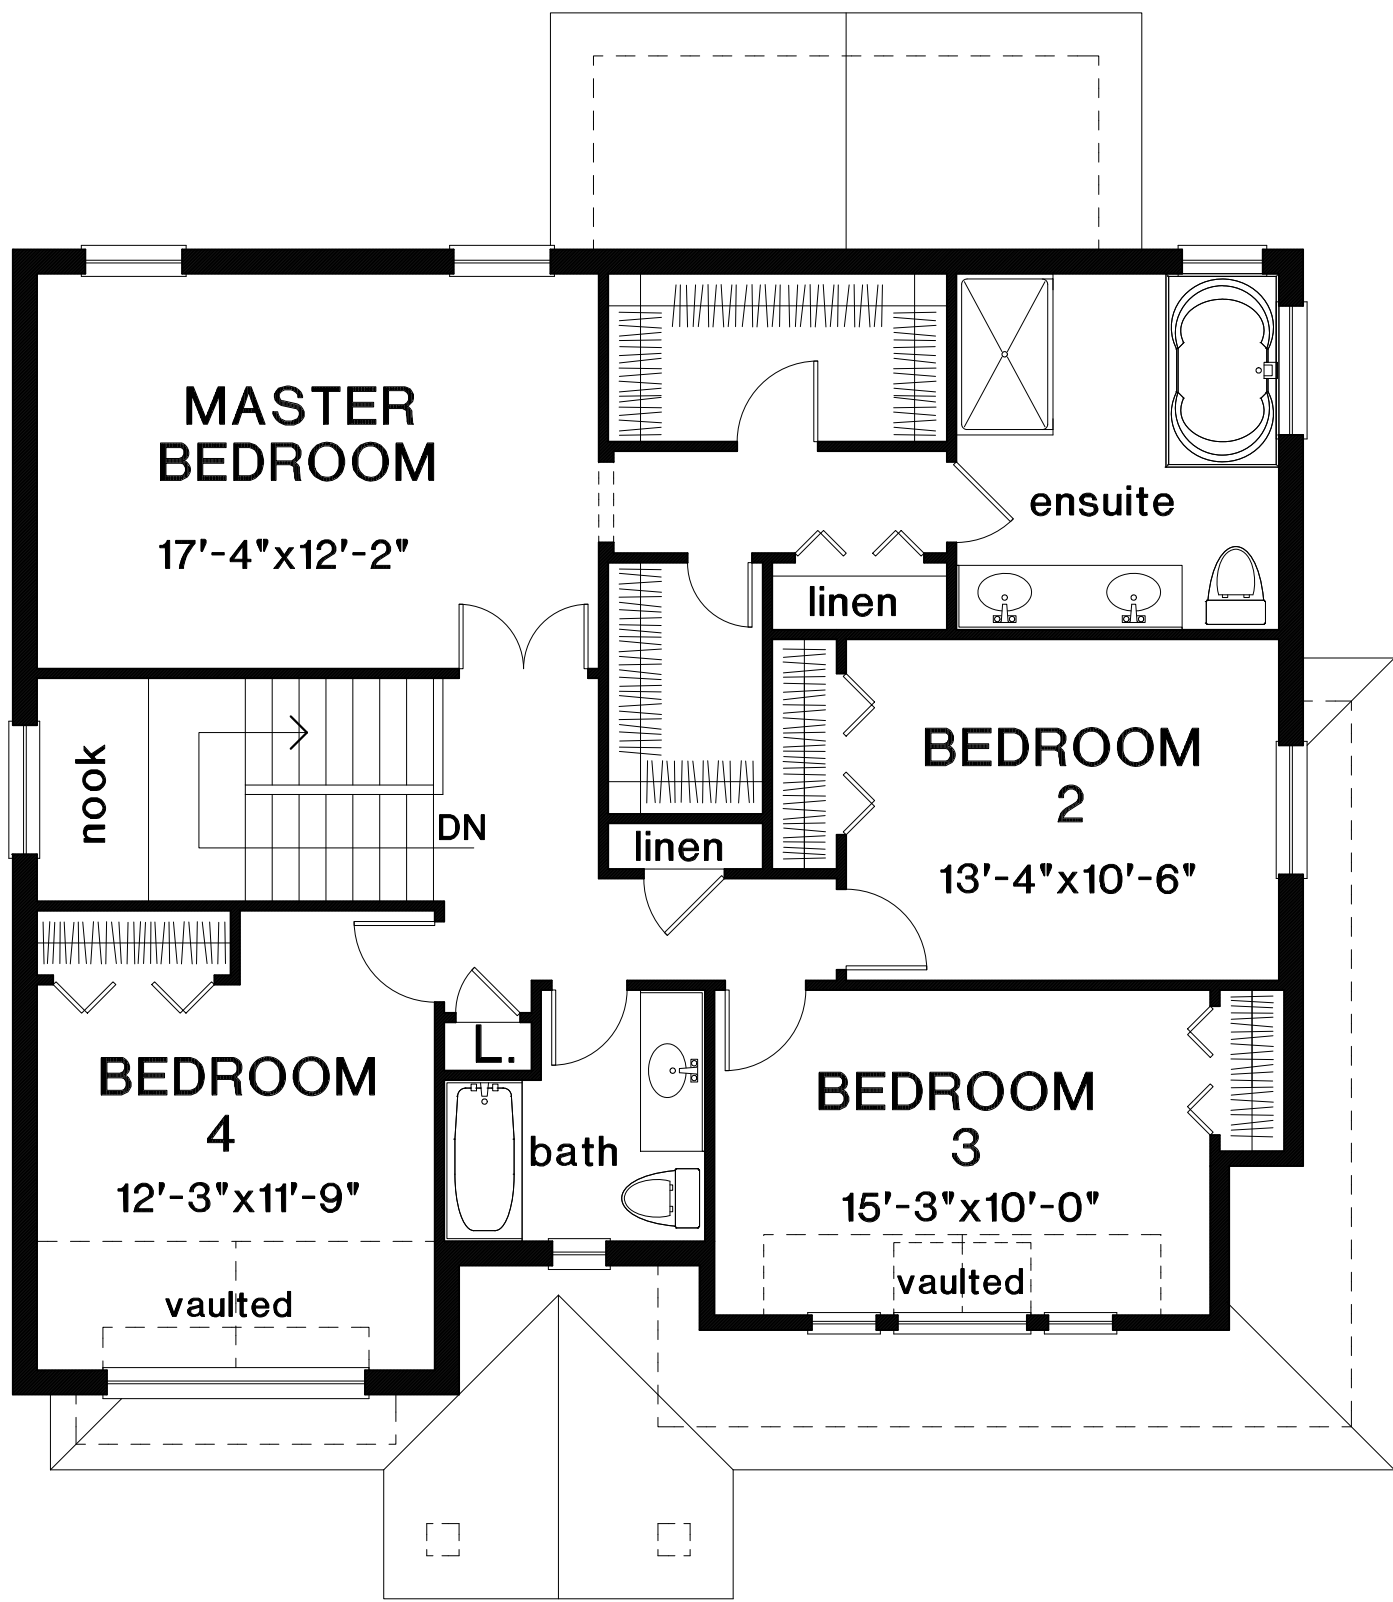 MASTER
BEDROOM
17'-4"x12'-2"
ensuite
linen
nook
DN
BEDROOM
2
13'-4"x10'-6"
linen
L.
BEDROOM
4
12'-3"x11'-9"
vaulted
bath
BEDROOM
3
15'-3"x10'-0"
vaulted